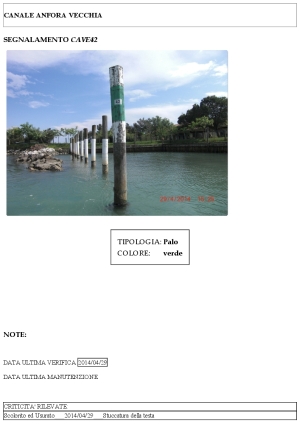 CANALE ANFORA VECCHIA
SEGNALAMENTO CAVE42
TIPOLOGIA: Palo
COLORE: verde
NOTE:
DATA ULTIMA VERIFICA 2014/04/29
DATA ULTIMA MANUTENZIONE
CRITICITA' RILEVATE
Scolorito ed Usurato 2014/04/29 Stuccatura della testa